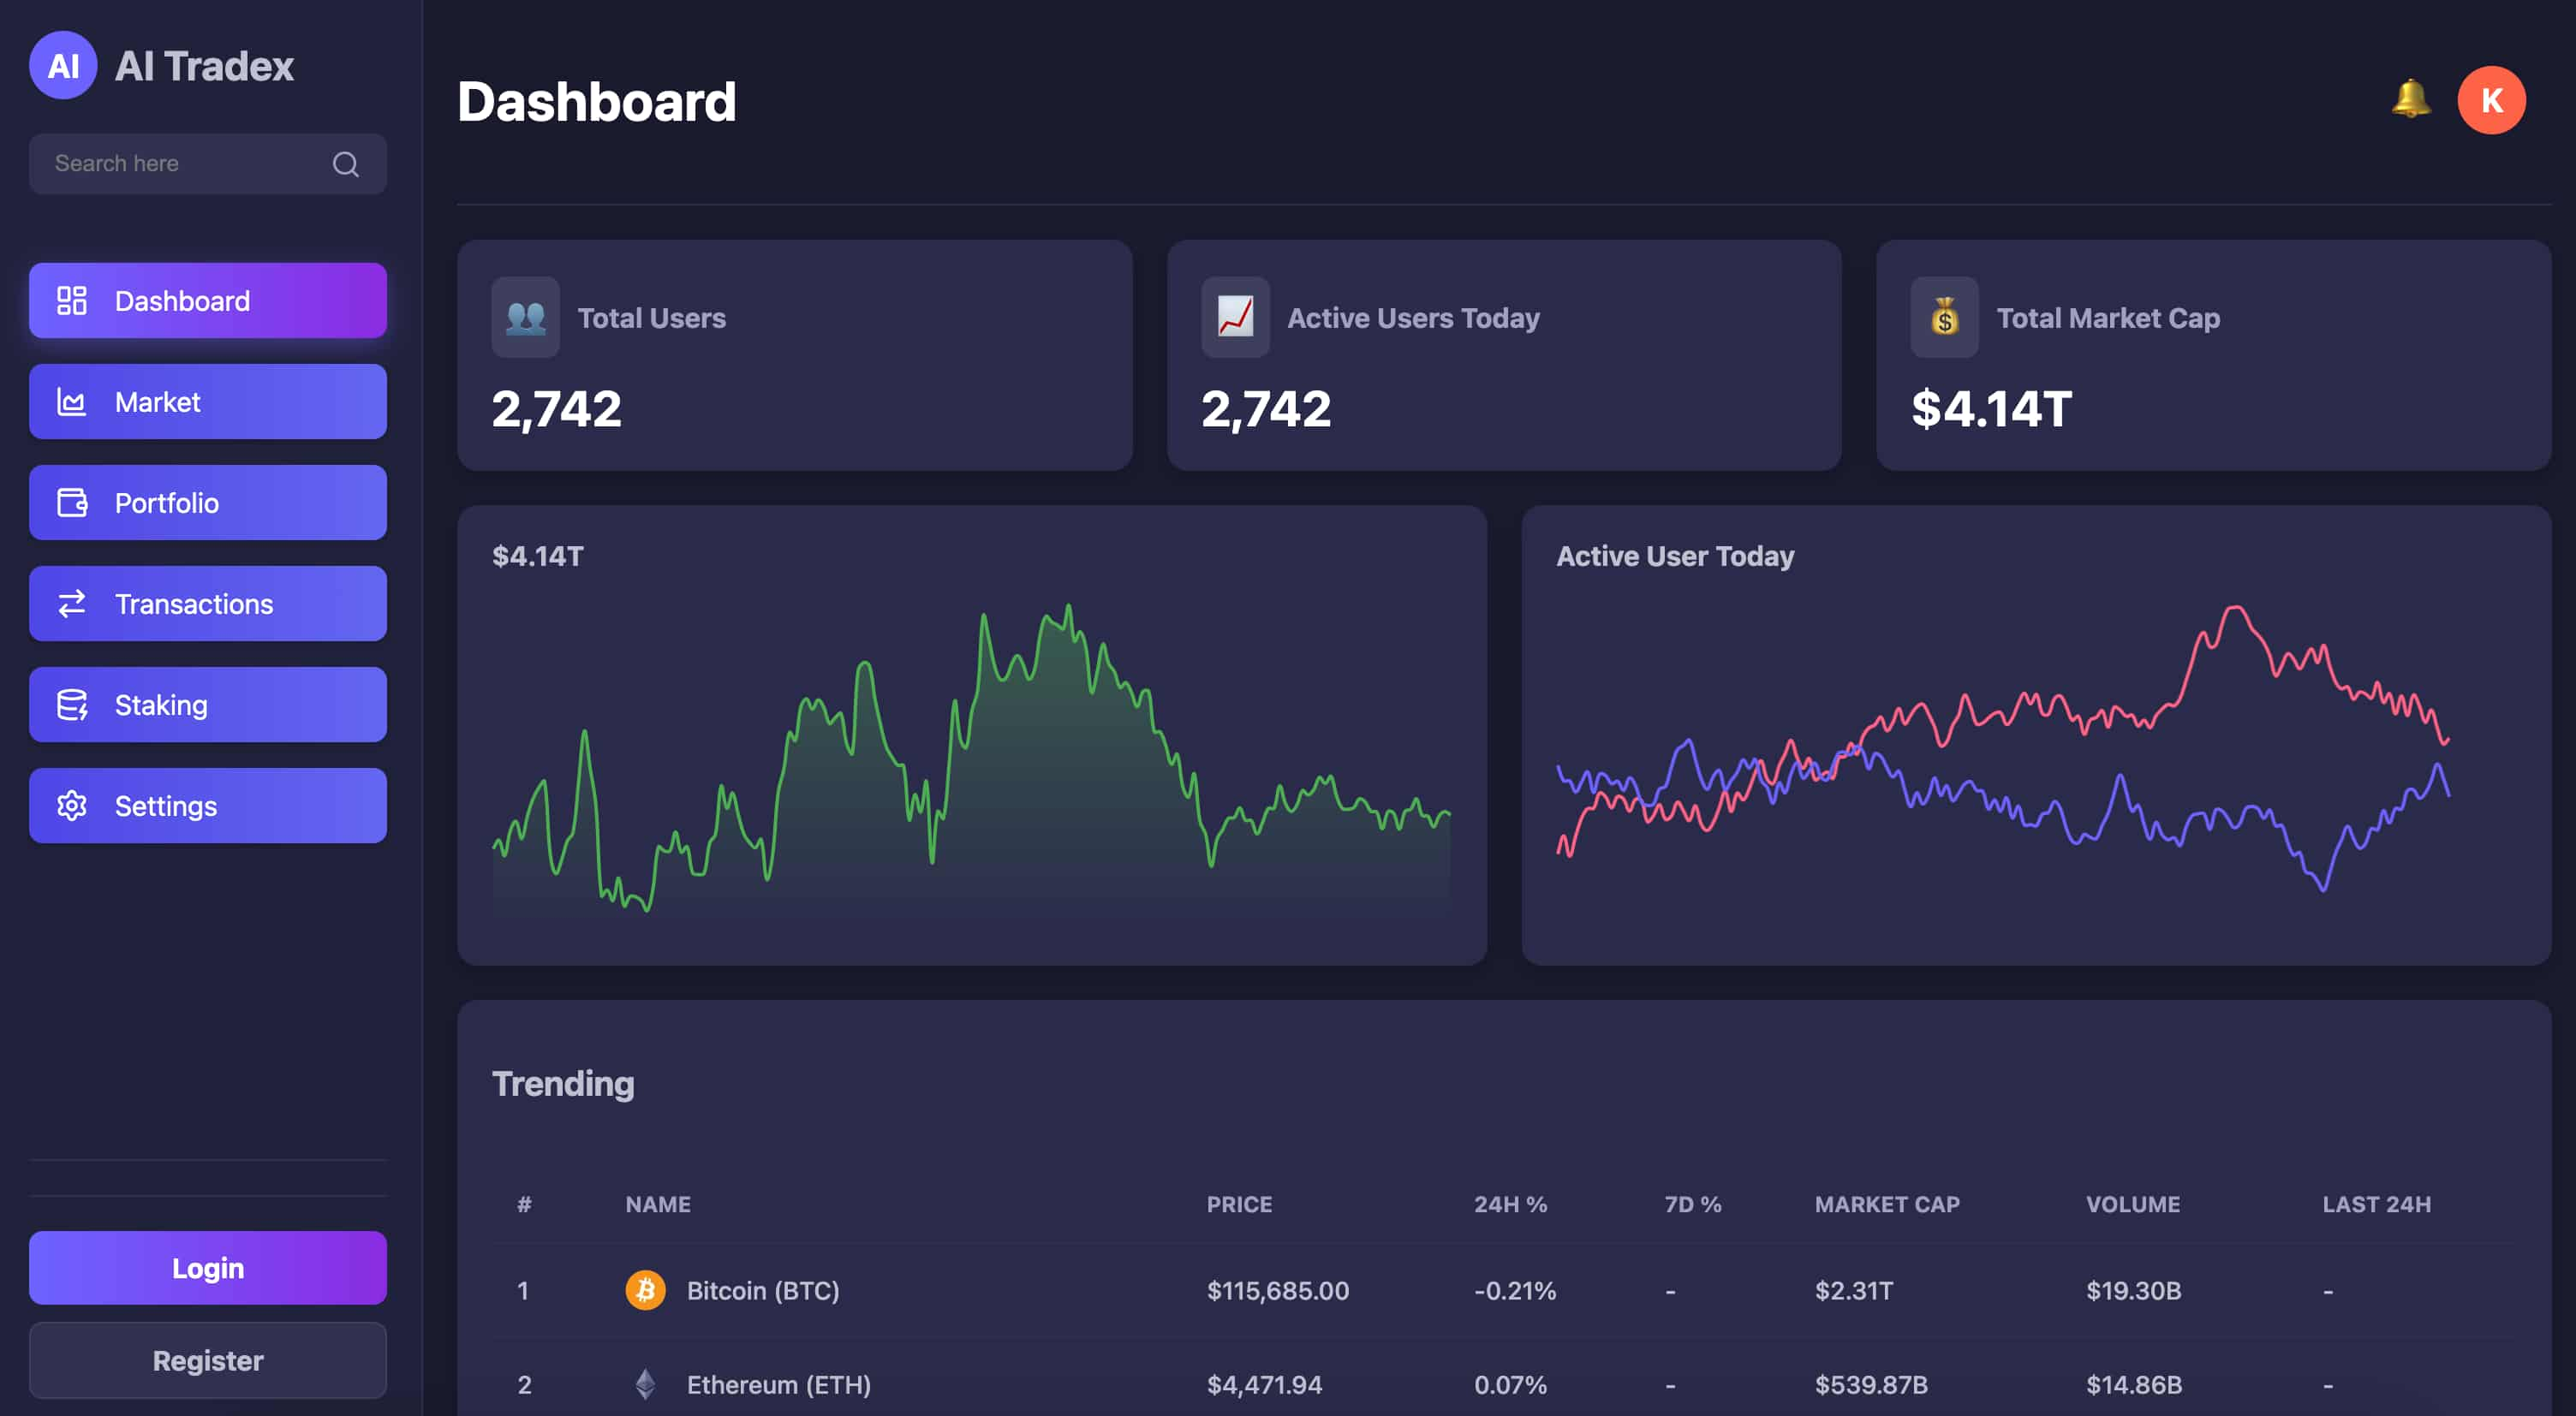 AI AI Tradex
Search here
Dashboard
Market
Portfolio
Transactions
Staking
Settings
Login
Register
Dashboard
K
Total Users
2,742
Active Users Today
2,742
$ Total Market Cap
$4.14T
$4.14T
Active User Today
Trending
# NAME PRICE 24H % 7D % MARKET CAP VOLUME LAST 24H
1 Bitcoin (BTC) $115,685.00 -0.21% - $2.31T $19.30B -
2 Ethereum (ETH) $4,471.94 0.07% - $539.87B $14.86B -